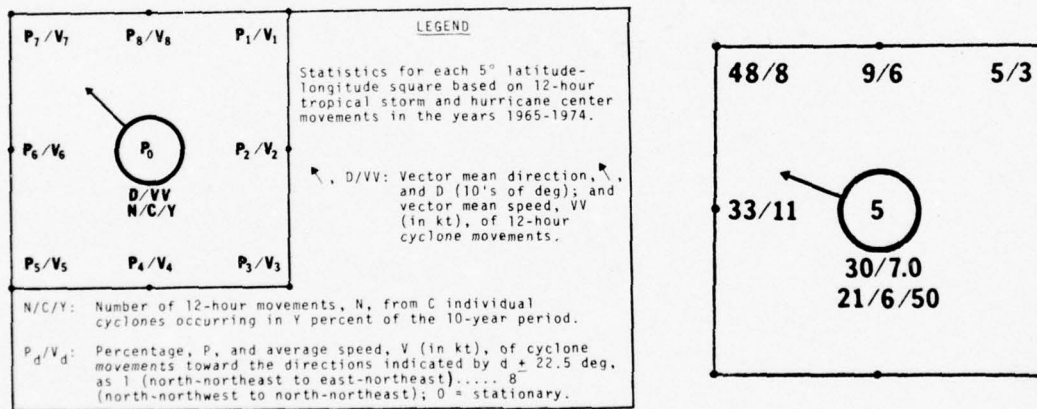 P7/V7 P8/V8 P1/V1
P6/V6 P0 P2/V2
D/VV
N/C/Y
P5/V5 P4/V4 P3/V3
LEGEND
Statistics for each 5° latitude-
longitude square based on 12-hour
tropical storm and hurricane center
movements in the years 1965-1974.
, D/VV: Vector mean direction, ,
and D (10's of deg); and
vector mean speed, VV
(in kt), of 12-hour
cyclone movements.
N/C/Y: Number of 12-hour movements, N, from C individual
cyclones occurring in Y percent of the 10-year period.
Pd/Vd: Percentage, P, and average speed, V (in kt), of cyclone
movements toward the directions indicated by d ± 22.5 deg,
as 1 (north-northeast to east-northeast)..... 8
(north-northwest to north-northeast); 0 = stationary.
48/8 9/6 5/3
33/11 5
30/7.0
21/6/50